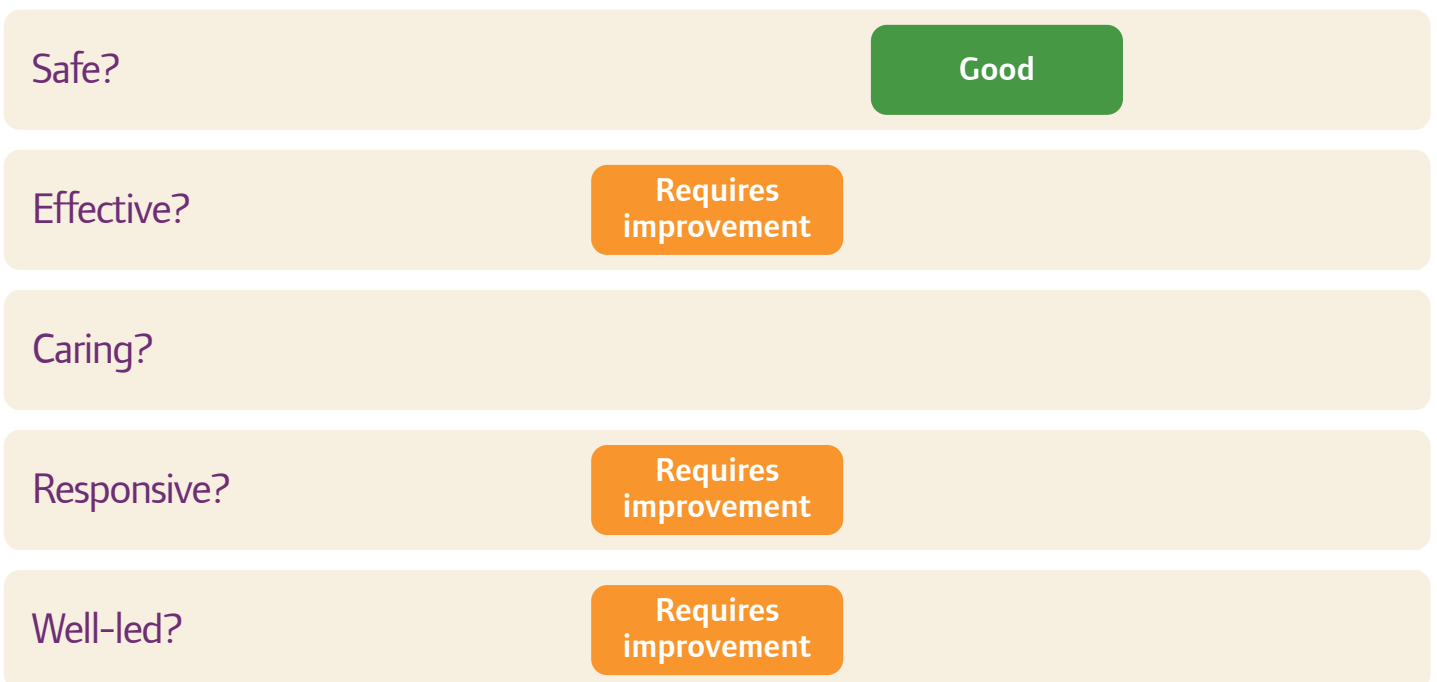 Safe?
Good
Effective?
Requires
improvement
Caring?
Responsive?
Requires
improvement
Well-led?
Requires
improvement